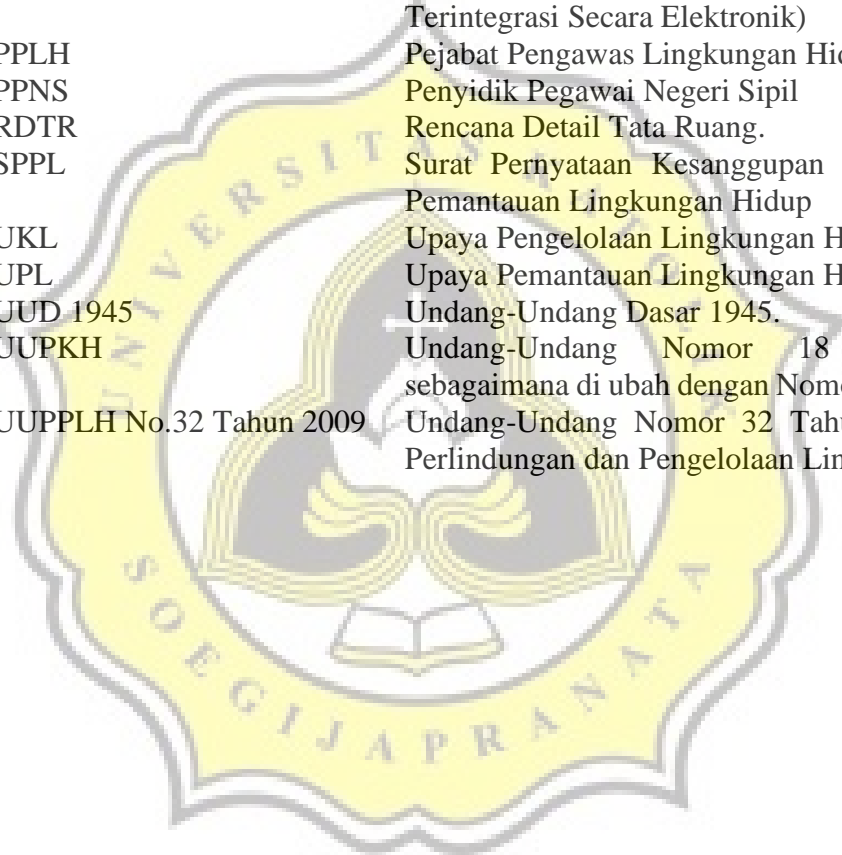 Terintegrasi Secara Elektronik)
PPLH Pejabat Pengawas Lingkungan
PPNS Penyidik Pegawai Negeri Sipil
RDTR Rencana Detail Tata Ruang.
SPPL Surat Pernyataan Kesanggupan
Pemantauan Lingkungan Hidup
UKL Upaya Pengelolaan Lingkungan H
UPL Upaya Pemantauan Lingkungan H
UUD 1945 Undang-Undang Dasar 1945.
UUPKH Undang-Undang Nomor 18
sebagaimana di ubah dengan Nomo
UUPPLH No.32 Tahun 2009 Undang-Undang Nomor 32 Tahu
Perlindungan dan Pengelolaan Lin
UNIVERSITAS KATOLIK
SOEGIJAPRANATA